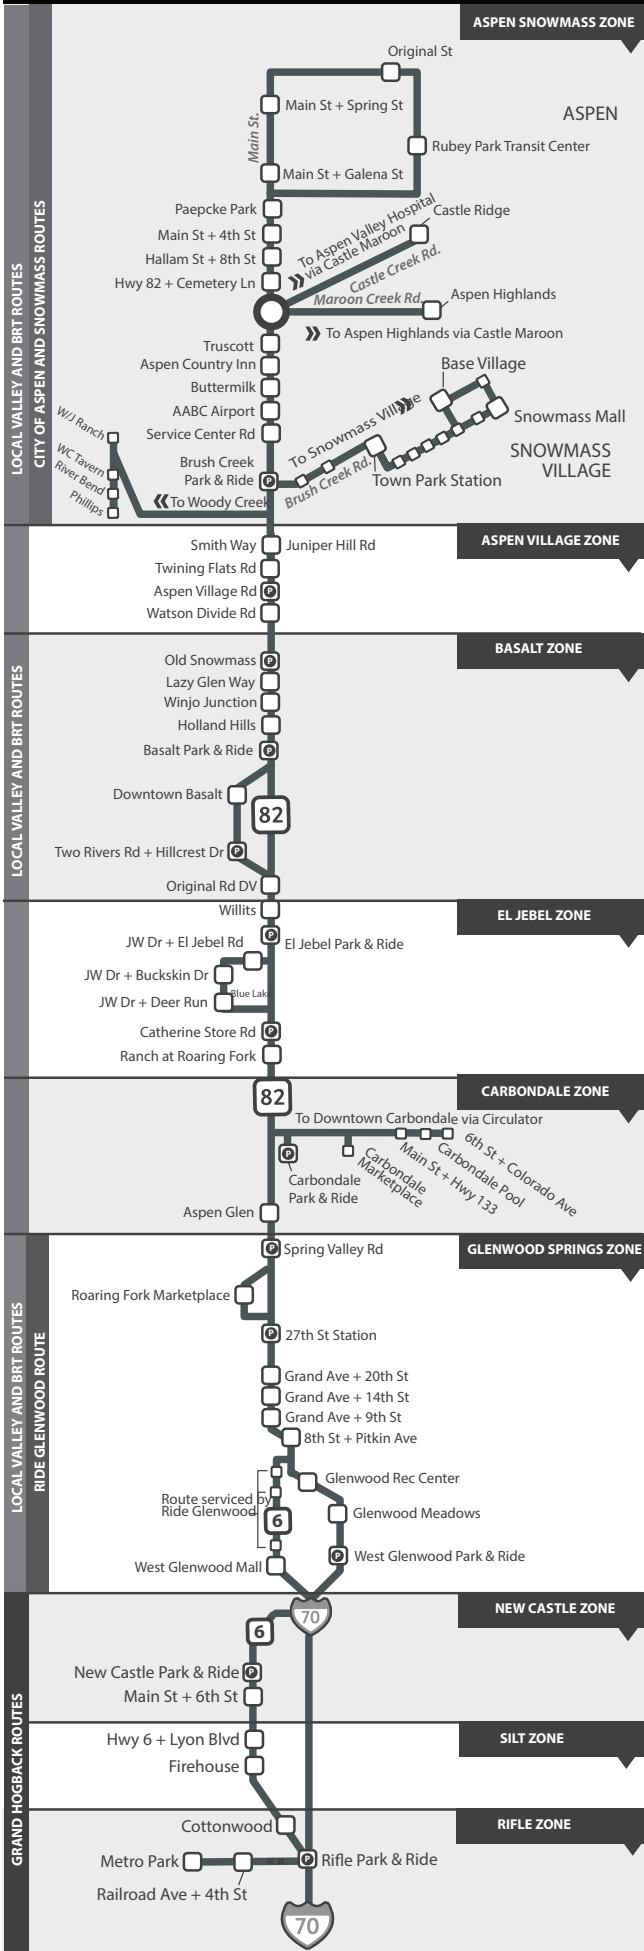 ASPEN SNOWMASS ZONE
LOCAL VALLEY AND BRT ROUTES
CITY OF ASPEN AND SNOWMASS ROUTES
Original St
Main St.
Main St + Spring St
ASPEN
Rubey Park Transit Center
Main St + Galena St
Paepcke Park
Main St + 4th St
Hallam St + 8th St
Hwy 82 + Cemetery Ln
To Aspen Valley Hospital
via Castle Maroon
Castle Ridge
Castle Creek Rd.
Maroon Creek Rd.
Aspen Highlands
To Aspen Highlands via Castle Maroon
Truscott
Aspen Country Inn
Buttermilk
AABC Airport
Service Center Rd
Brush Creek
Park & Ride
P
To Snowmass Village
Brush Creek Rd.
Base Village
Snowmass Mall
SNOWMASS
VILLAGE
Town Park Station
W/J Ranch
WC Tavern
River Bend
Phillips
To Woody Creek
ASPEN VILLAGE ZONE
Smith Way
Juniper Hill Rd
Twining Flats Rd
Aspen Village Rd
P
Watson Divide Rd
BASALT ZONE
LOCAL VALLEY AND BRT ROUTES
Old Snowmass
P
Lazy Glen Way
Winjo Junction
Holland Hills
Basalt Park & Ride
P
Downtown Basalt
82
Two Rivers Rd + Hillcrest Dr
P
Original Rd DV
EL JEBEL ZONE
Willits
P
El Jebel Park & Ride
JW Dr + El Jebel Rd
JW Dr + Buckskin Dr
Blue Lake
JW Dr + Deer Run
Catherine Store Rd
P
Ranch at Roaring Fork
CARBONDALE ZONE
82
To Downtown Carbondale via Circulator
P
Carbondale
Park & Ride
Carbondale
Marketplace
Main St + Hwy 133
Carbondale Pool
6th St + Colorado Ave
Aspen Glen
GLENWOOD SPRINGS ZONE
LOCAL VALLEY AND BRT ROUTES
RIDE GLENWOOD ROUTE
P
Spring Valley Rd
Roaring Fork Marketplace
P
27th St Station
Grand Ave + 20th St
Grand Ave + 14th St
Grand Ave + 9th St
8th St + Pitkin Ave
Glenwood Rec Center
Route serviced by
Ride Glenwood
6
Glenwood Meadows
P
West Glenwood Park & Ride
West Glenwood Mall
NEW CASTLE ZONE
GRAND HOGBACK ROUTES
70
6
New Castle Park & Ride
P
Main St + 6th St
SILT ZONE
Hwy 6 + Lyon Blvd
Firehouse
RIFLE ZONE
Cottonwood
Metro Park
P
Rifle Park & Ride
Railroad Ave + 4th St
70